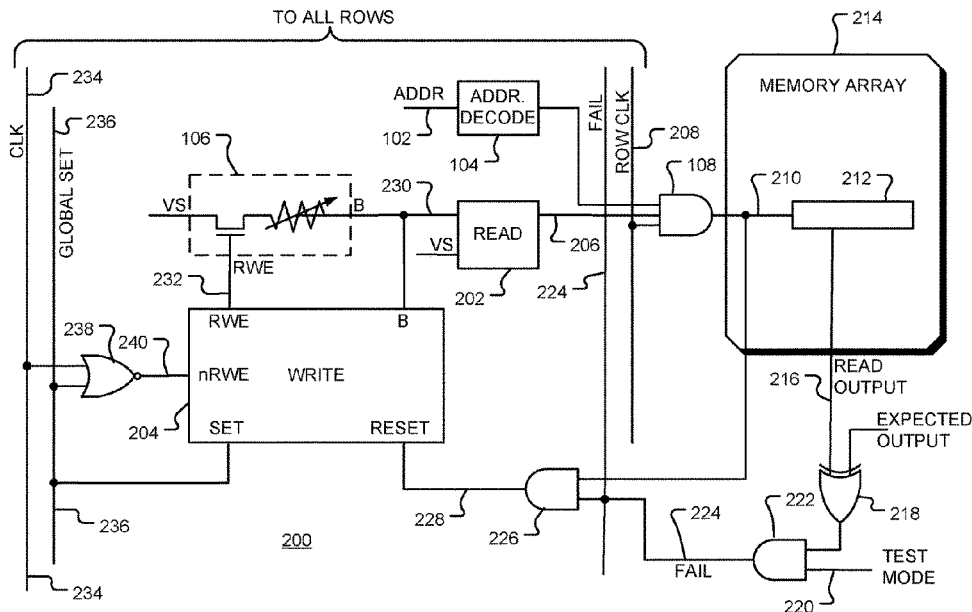 TO ALL ROWS
214
234
MEMORY ARRAY
ADDR
ADDR.
DECODE
236
106
102
104
FAIL
ROW CLK
208
108
CLK
GLOBAL SET
210
212
VS
B
230
READ
206
VS
RWE
232
202
224
RWE
B
238
240
nRWE
WRITE
READ
OUTPUT
216
204
EXPECTED
OUTPUT
SET
RESET
222
218
236
228
226
224
200
FAIL
TEST
MODE
220
234